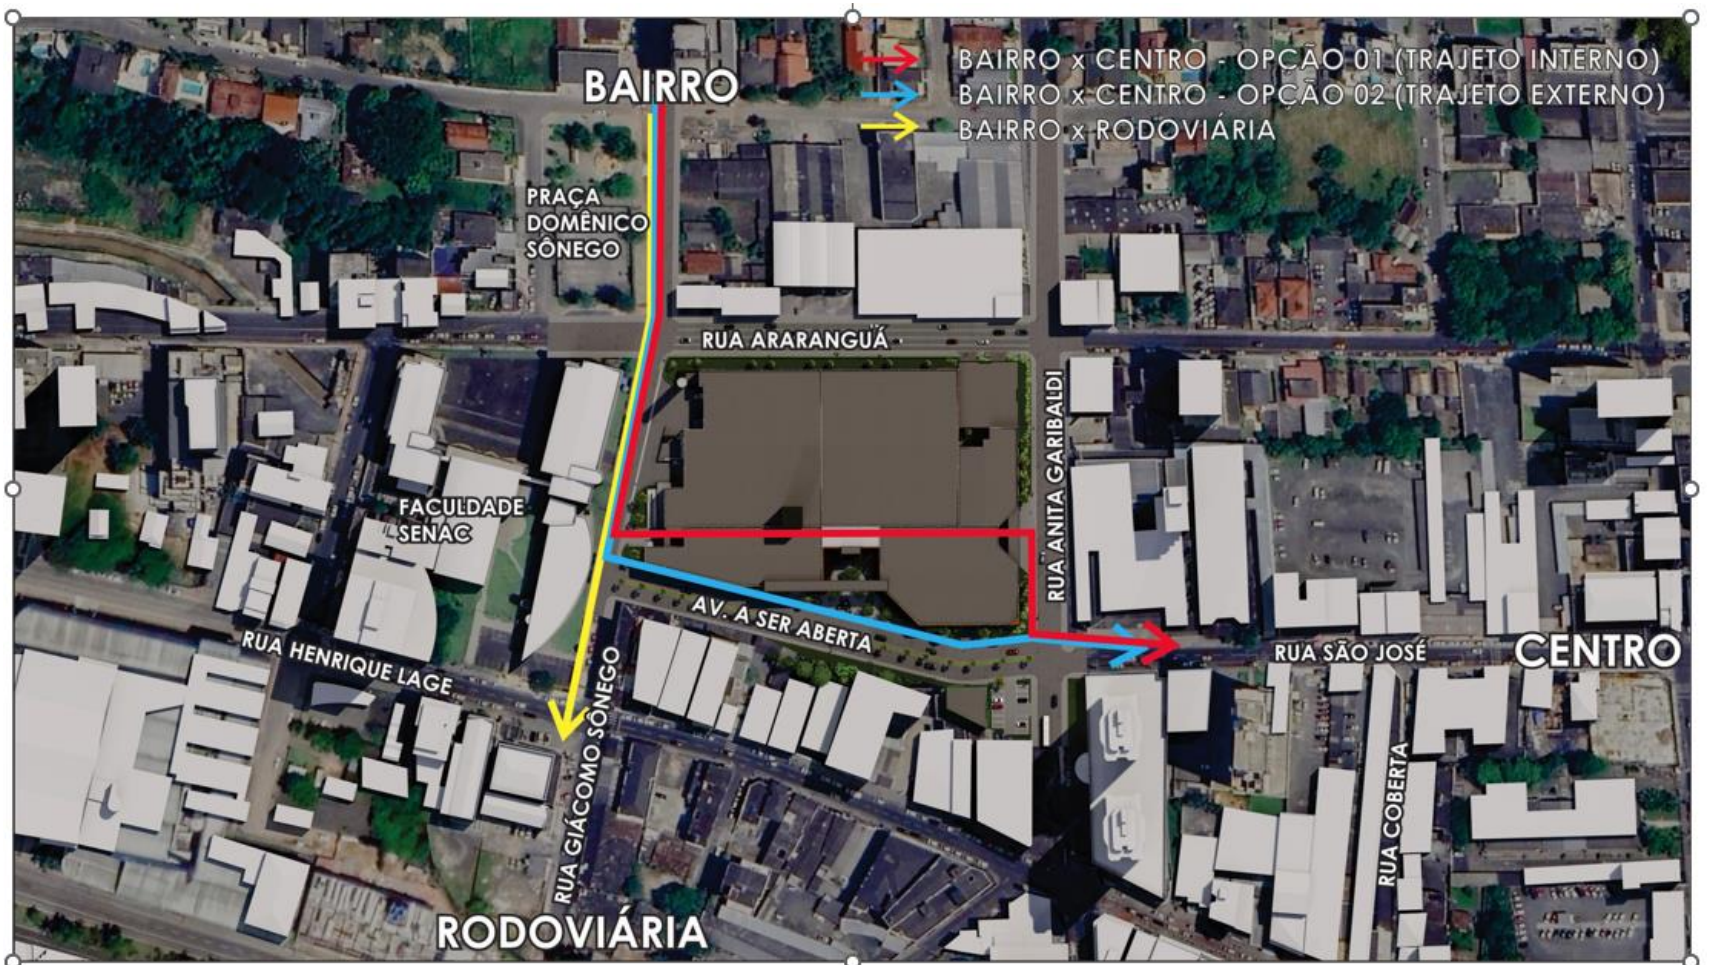 BAIRRO x CENTRO - OPÇÃO 01 (TRAJETO INTERNO)
BAIRRO x CENTRO - OPÇÃO 02 (TRAJETO EXTERNO)
BAIRRO x RODOVIÁRIA
BAIRRO
PRAÇA
DOMÊNICO
SÔNEGO
RUA ARARANGUÁ
RUA ANITA GARIBALDI
FACULDADE
SENAC
AV. A SER ABERTA
RUA HENRIQUE LAGE
RUA GIÁCOMO SÔNEGO
RUA SÃO JOSÉ
CENTRO
RUA COBERTA
RODOVIÁRIA